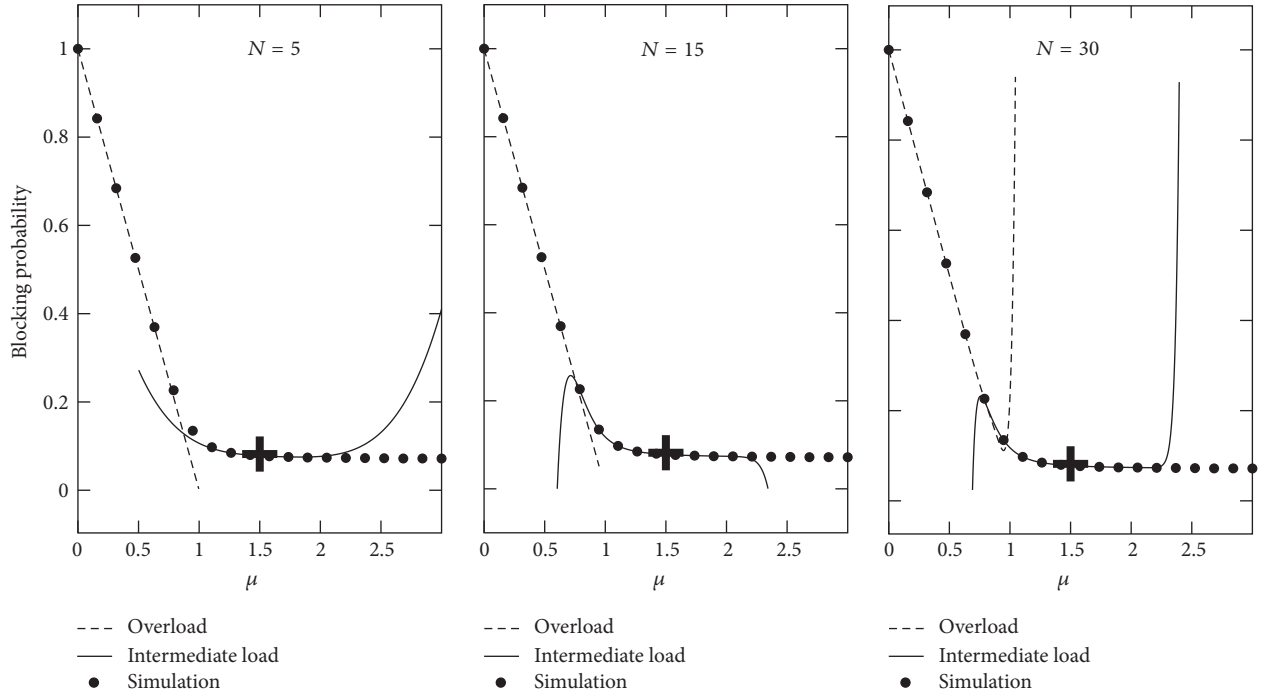 N = 5
N = 15
N = 30
Blocking probability
1
0.8
0.6
0.4
0.2
0
0 0.5 1 1.5 2 2.5
0 0.5 1 1.5 2 2.5
0 0.5 1 1.5 2 2.5
μ
μ
μ
Overload
Intermediate load
Simulation
Overload
Intermediate load
Simulation
Overload
Intermediate load
Simulation